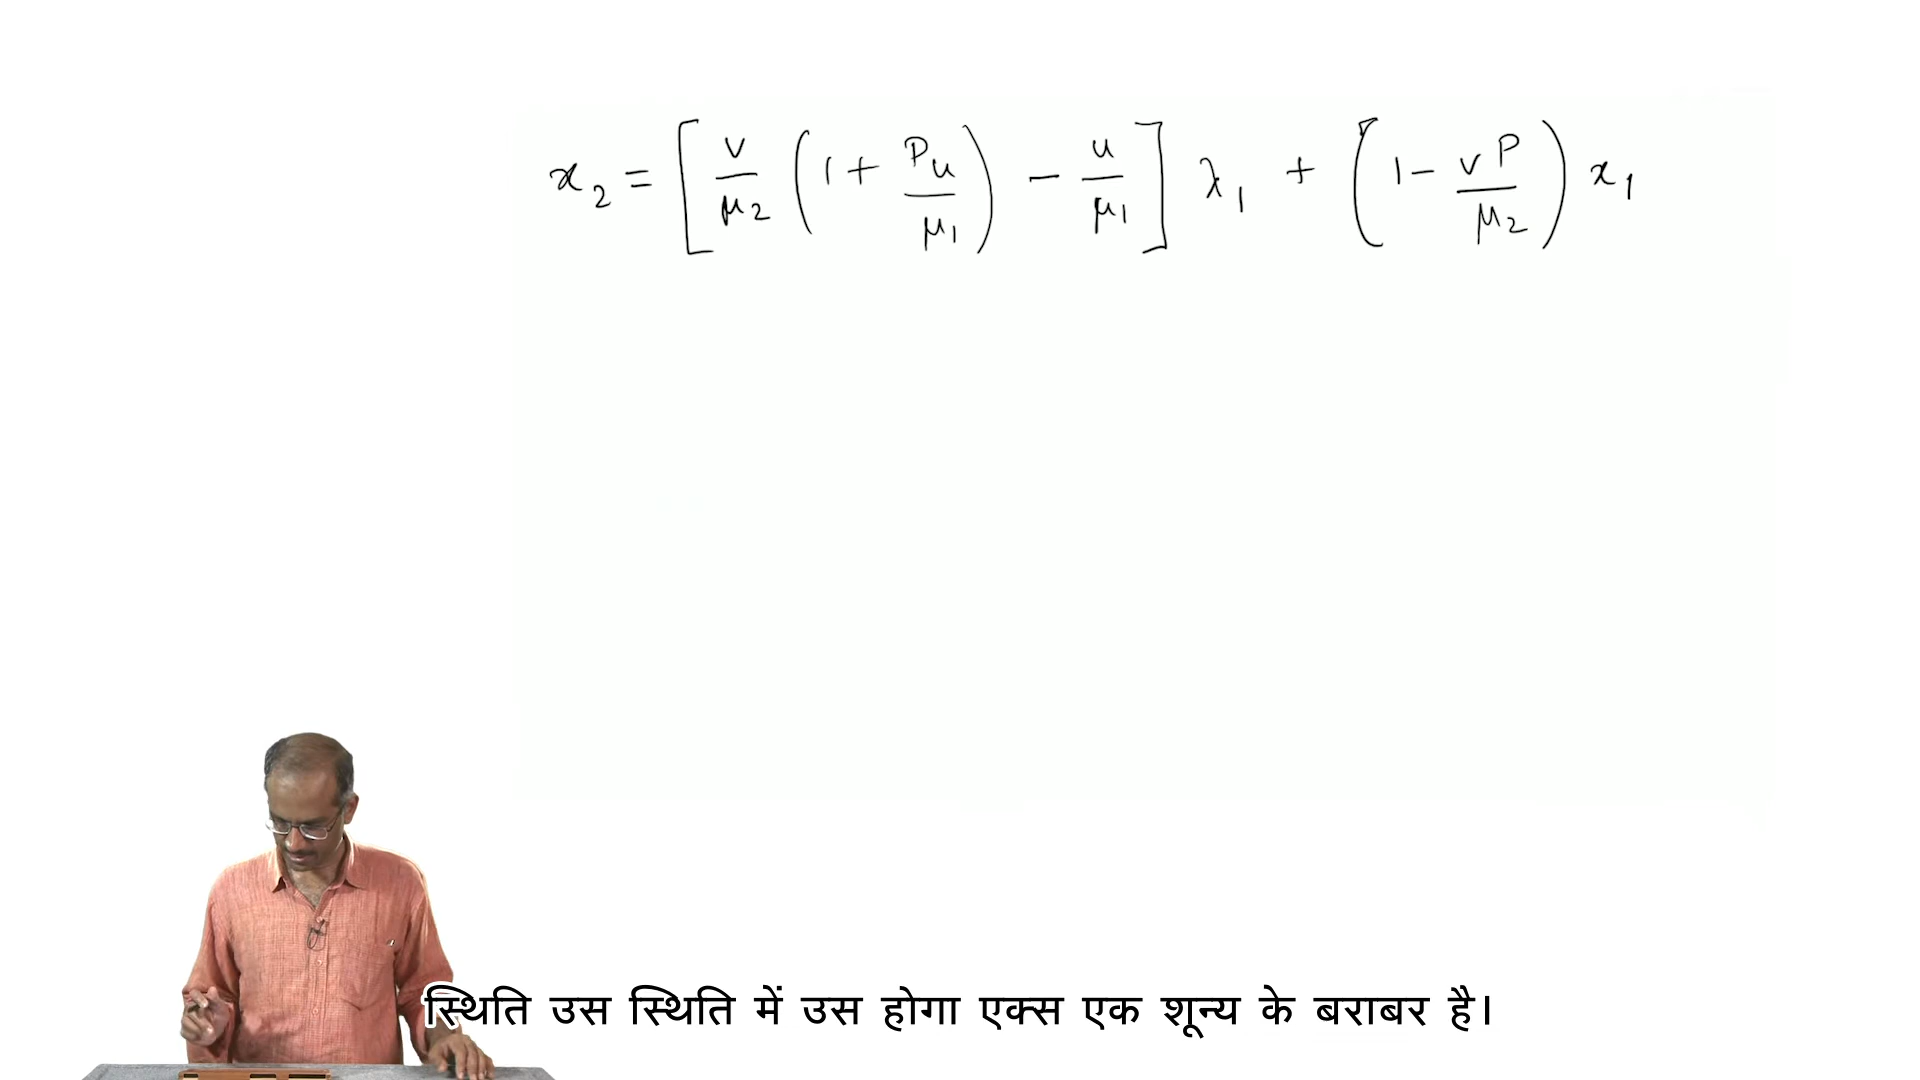 x₂ = [ v/μ₂ ( 1 + Pu/μ₁ ) − u/μ₁ ] λ₁ + ( 1 − vP/μ₂ ) x₁
स्थिति उस स्थिति में उस होगा एक्स एक शून्य के बराबर है।